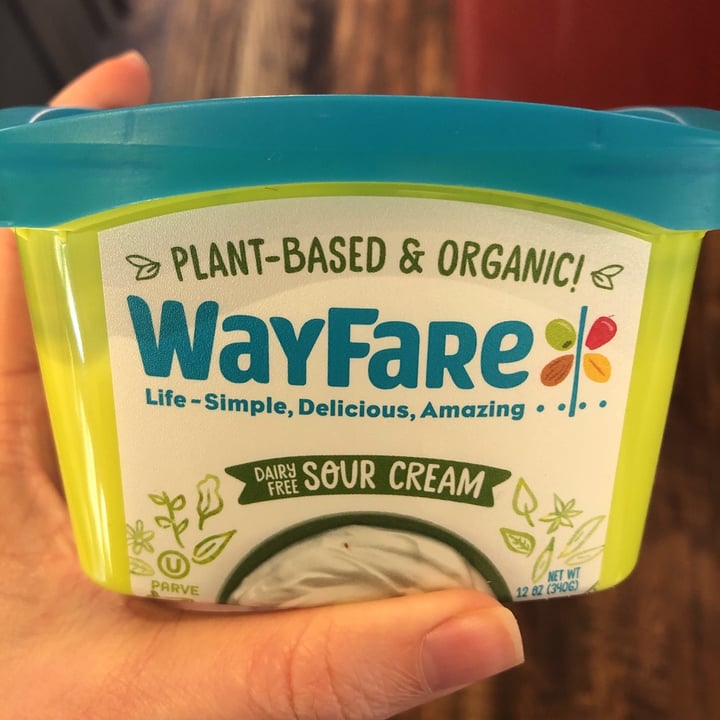 PLANT-BASED & ORGANIC!
WayFare
Life - Simple, Delicious, Amazing
DAIRY FREE SOUR CREAM
U
PARVE
NET WT
12 OZ (340G)